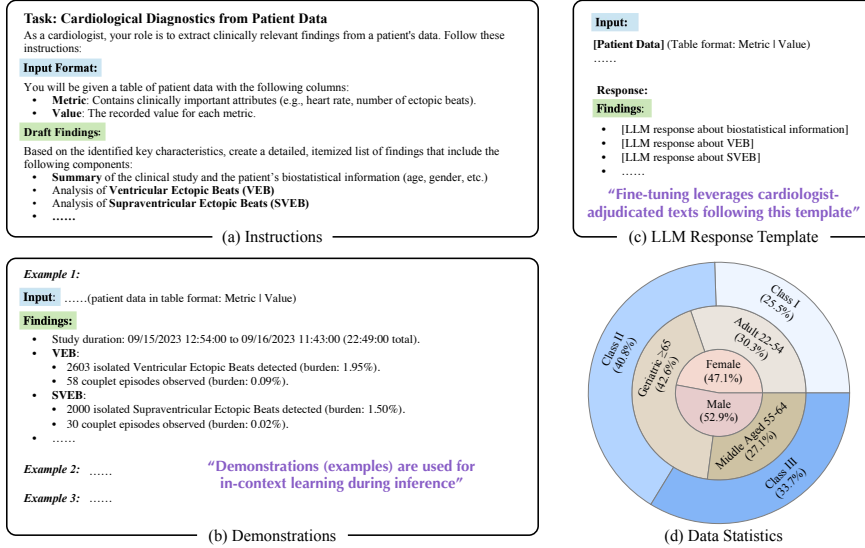 Task: Cardiological Diagnostics from Patient Data
As a cardiologist, your role is to extract clinically relevant findings from a patient's data. Follow these
instructions:
Input Format:
You will be given a table of patient data with the following columns:
• Metric: Contains clinically important attributes (e.g., heart rate, number of ectopic beats).
• Value: The recorded value for each metric.
Draft Findings:
Based on the identified key characteristics, create a detailed, itemized list of findings that include the
following components:
• Summary of the clinical study and the patient's biostatistical information (age, gender, etc.)
• Analysis of Ventricular Ectopic Beats (VEB)
• Analysis of Supraventricular Ectopic Beats (SVEB)
• ……
(a) Instructions
Example 1:
Input: ……(patient data in table format: Metric | Value)
Findings:
• Study duration: 09/15/2023 12:54:00 to 09/16/2023 11:43:00 (22:49:00 total).
• VEB:
• 2603 isolated Ventricular Ectopic Beats detected (burden: 1.95%).
• 58 couplet episodes observed (burden: 0.09%).
• SVEB:
• 2000 isolated Supraventricular Ectopic Beats detected (burden: 1.50%).
• 30 couplet episodes observed (burden: 0.02%).
• ……
Example 2: ……
Example 3: ……
“Demonstrations (examples) are used for
in-context learning during inference”
(b) Demonstrations
Input:
[Patient Data] (Table format: Metric | Value)
……
Response:
Findings:
• [LLM response about biostatistical information]
• [LLM response about VEB]
• [LLM response about SVEB]
• ……
“Fine-tuning leverages cardiologist-
adjudicated texts following this template”
(c) LLM Response Template
Class I
(25.5%)
Class II
(40.8%)
Adult 22-54
(30.3%)
Geriatric ≥65
(42.6%)
Female
(47.1%)
Male
(52.9%)
Middle Aged 55-64
(27.1%)
Class III
(33.7%)
(d) Data Statistics